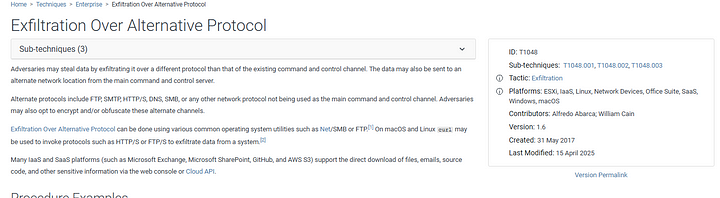 Home > Techniques > Enterprise > Exfiltration Over Alternative Protocol
Exfiltration Over Alternative Protocol
Sub-techniques (3)
Adversaries may steal data by exfiltrating it over a different protocol than that of the existing command and control channel. The data may also be sent to an
alternate network location from the main command and control server.
Alternate protocols include FTP, SMTP, HTTP/S, DNS, SMB, or any other network protocol not being used as the main command and control channel. Adversaries
may also opt to encrypt and/or obfuscate these alternate channels.
Exfiltration Over Alternative Protocol can be done using various common operating system utilities such as Net/SMB or FTP.[1] On macOS and Linux curl may
be used to invoke protocols such as HTTP/S or FTP/S to exfiltrate data from a system.[2]
Many IaaS and SaaS platforms (such as Microsoft Exchange, Microsoft SharePoint, GitHub, and AWS S3) support the direct download of files, emails, source
code, and other sensitive information via the web console or Cloud API.
Procedure Examples
ID: T1048
Sub-techniques: T1048.001, T1048.002, T1048.003
Tactic: Exfiltration
Platforms: ESXi, IaaS, Linux, Network Devices, Office Suite, SaaS,
Windows, macOS
Contributors: Alfredo Abarca; William Cain
Version: 1.6
Created: 31 May 2017
Last Modified: 15 April 2025
Version Permalink